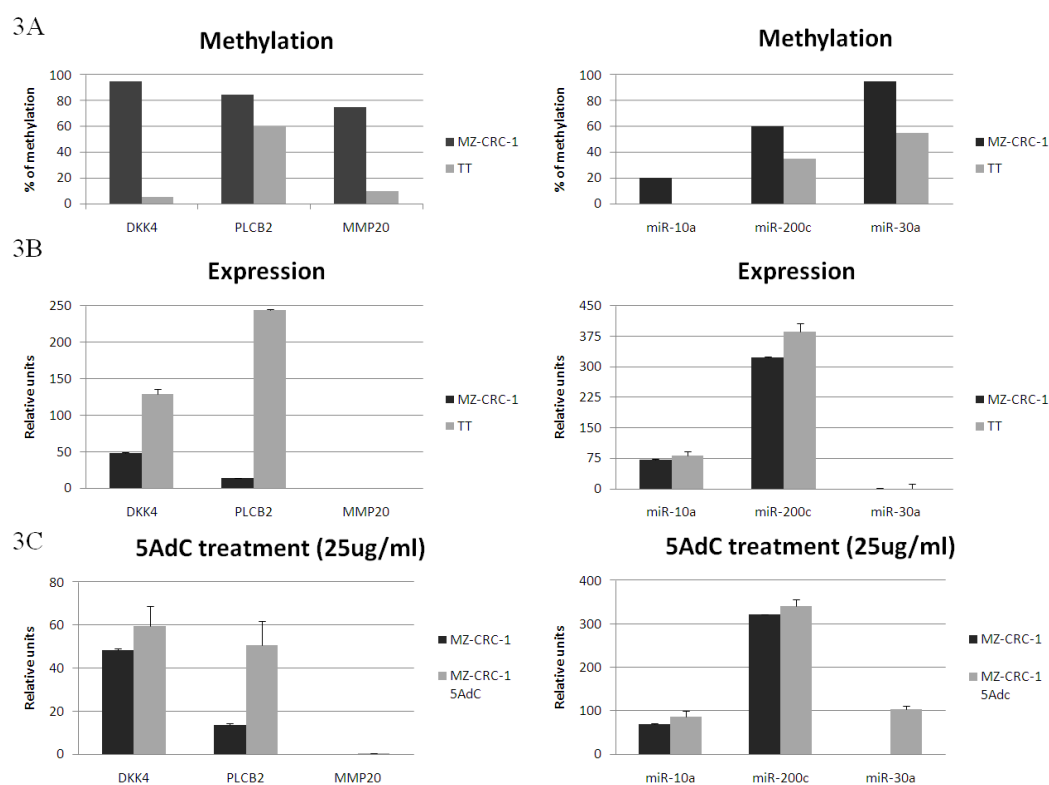 3A
Methylation
% of methylation
100
80
60
40
20
0
DKK4 PLCB2 MMP20
MZ-CRC-1
TT
Methylation
% of methylation
100
80
60
40
20
0
miR-10a miR-200c miR-30a
MZ-CRC-1
TT
3B
Expression
Relative units
250
200
150
100
50
0
DKK4 PLCB2 MMP20
MZ-CRC-1
TT
Expression
Relative units
450
375
300
225
150
75
0
miR-10a miR-200c miR-30a
MZ-CRC-1
TT
3C
5AdC treatment (25ug/ml)
Relative units
80
60
40
20
0
DKK4 PLCB2 MMP20
MZ-CRC-1
MZ-CRC-1
5AdC
5AdC treatment (25ug/ml)
Relative units
400
300
200
100
0
miR-10a miR-200c miR-30a
MZ-CRC-1
MZ-CRC-1
5Adc